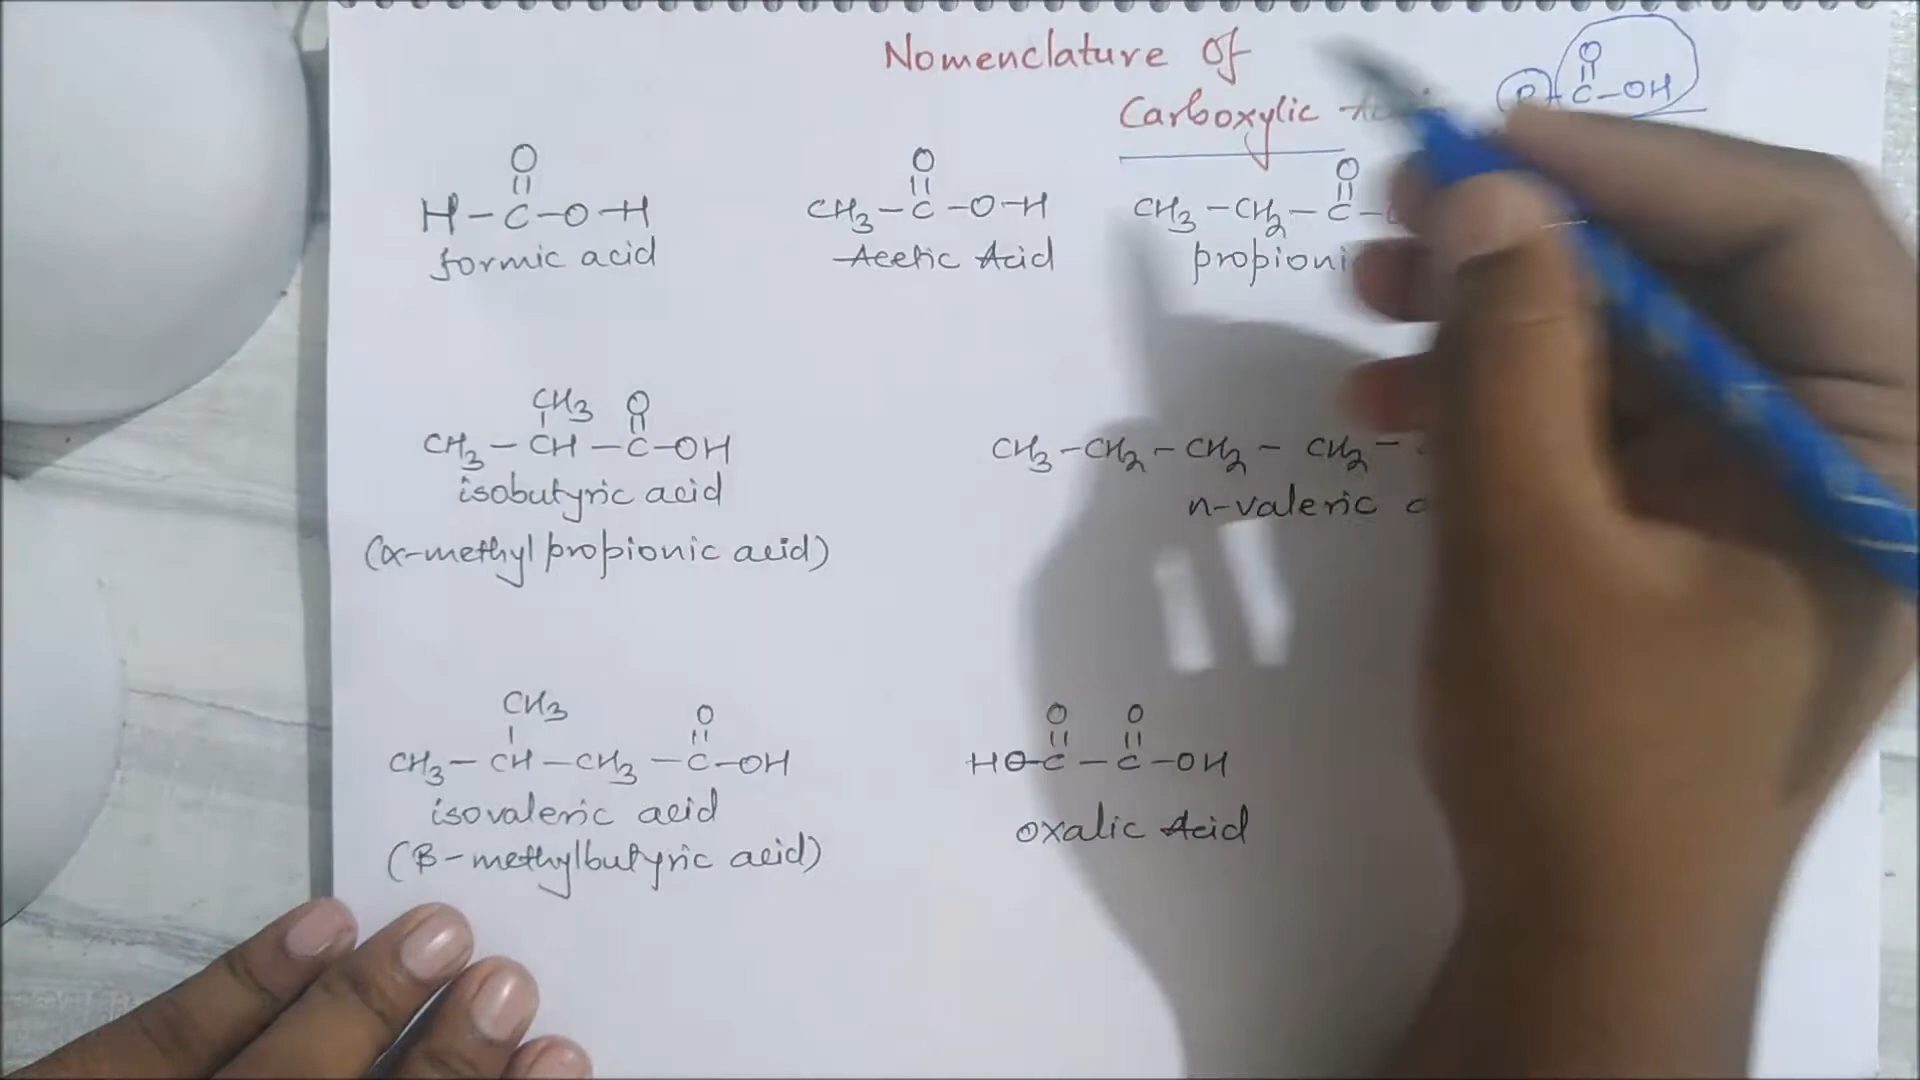 Nomenclature Of
Carboxylic
O
||
C-OH
O
||
H-C-O-H
formic acid
O
||
CH3-C-O-H
Acetic Acid
O
||
CH3-CH2-C-
CH3 O
| ||
CH3-CH-C-OH
isobutyric acid
(α-methyl propionic acid)
CH3-CH2-CH2-CH2-
n-valeric
CH3 O
| ||
CH3-CH-CH3-C-OH
isovaleric acid
(β-methylbutyric acid)
O O
|| ||
HO-C-C-OH
Oxalic Acid